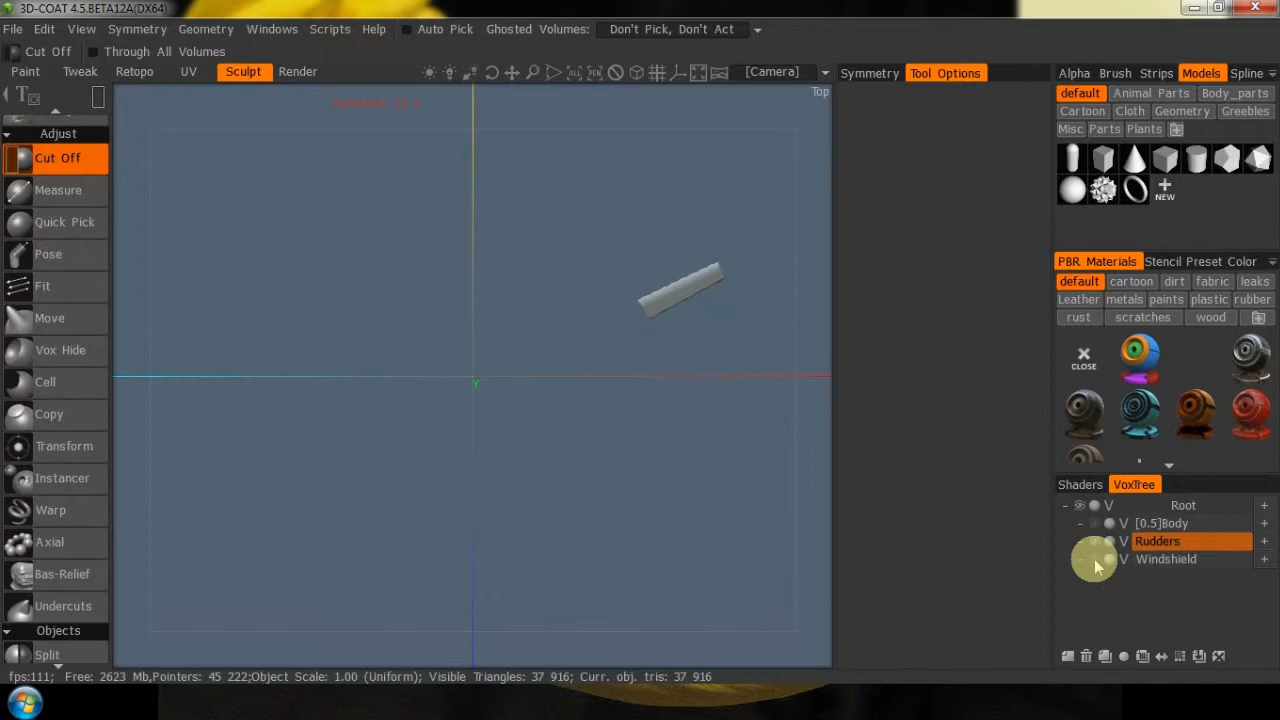 3D-COAT 4.5.BETA12A(DX64)
File Edit View Symmetry Geometry Windows Scripts Help Auto Pick Ghosted Volumes: Don't Pick, Don't Act
Cut Off Through All Volumes
Paint Tweak Retopo UV Sculpt Render [Camera] Symmetry Tool Options Alpha Brush Strips Models Spline
default Animal Parts Body_parts
Cartoon Cloth Geometry Greebles
Misc Parts Plants
NEW
Top
Y
Adjust
Cut Off
Measure
Quick Pick
Pose
Fit
Move
Vox Hide
Cell
Copy
Transform
Instancer
Warp
Axial
Bas-Relief
Undercuts
Objects
Split
PBR Materials Stencil Preset Color
default cartoon dirt fabric leaks
Leather metals paints plastic rubber
rust scratches wood
CLOSE
Shaders VoxTree
V Root +
V [0.5]Body +
V Rudders +
V Windshield +
fps:111; Free: 2623 Mb,Pointers: 45 222;Object Scale: 1.00 (Uniform); Visible Triangles: 37 916; Curr. obj. tris: 37 916